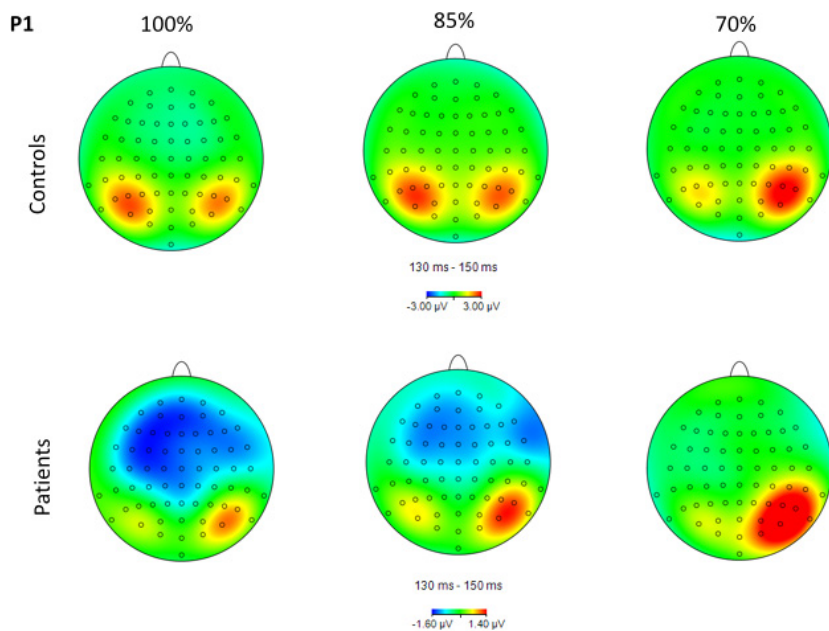 P1 100% 85% 70%
Controls
130 ms - 150 ms
-3.00 µV 3.00 µV
Patients
130 ms - 150 ms
-1.60 µV 1.40 µV